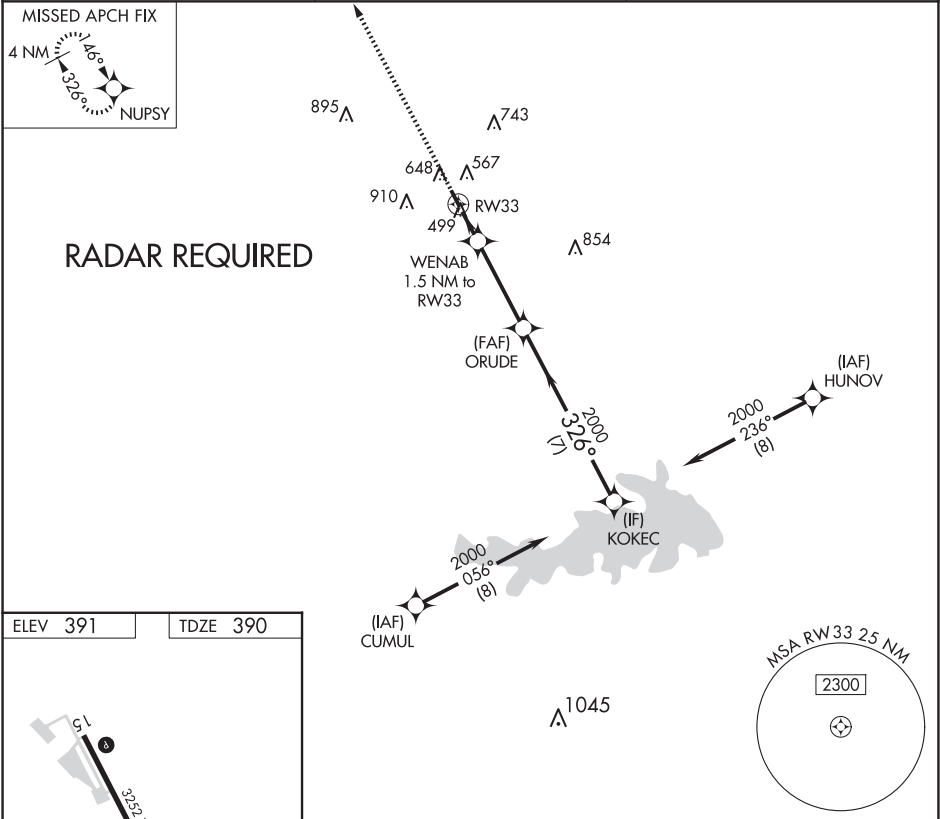 MISSED APCH FIX
4 NM
146°
326°
NUPSY
895
743
648
567
910
RW33
499
RADAR REQUIRED
WENAB
1.5 NM to
RW33
854
(FAF)
ORUDE
(IAF)
HUNOV
2000
236°
(8)
2000
326°
(7)
(IF)
KOKEC
2000
056°
(8)
(IAF)
CUMUL
ELEV 391
TDZE 390
MSA RW33 25 NM
2300
1045
15
P
3252